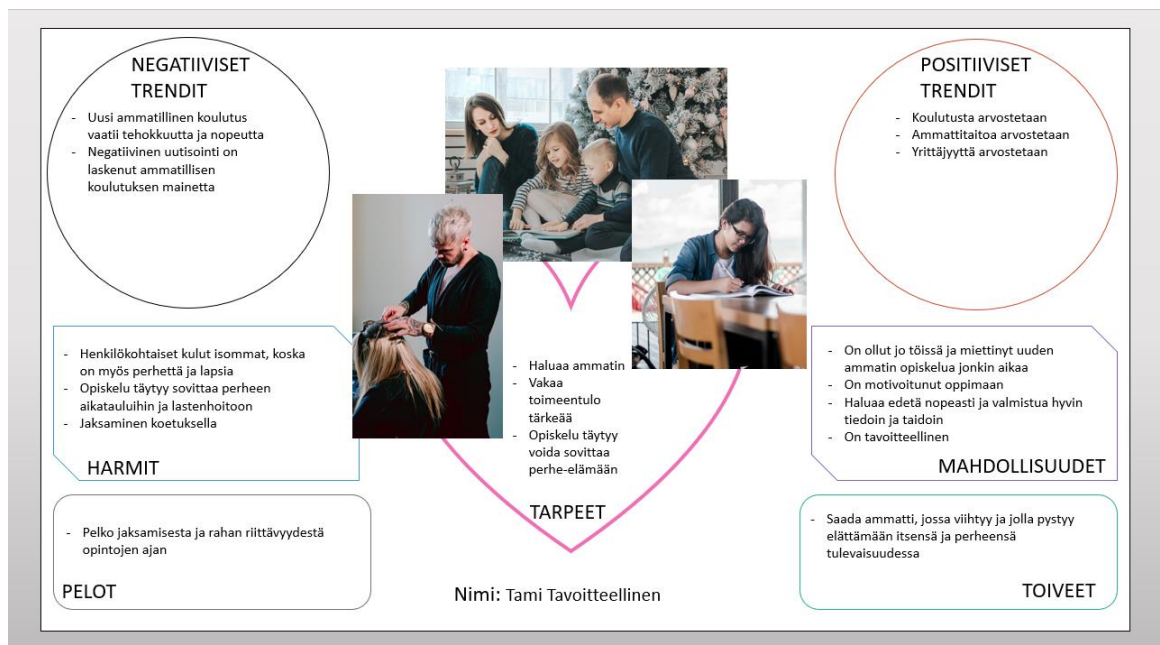 NEGATIIVISET
TRENDIT
- Uusi ammatillinen koulutus
vaatii tehokkuutta ja nopeutta
- Negatiivinen uutisointi on
laskenut ammatillisen
koulutuksen mainetta
POSITIIVISET
TRENDIT
- Koulutusta arvostetaan
- Ammattitaitoa arvostetaan
- Yrittäjyyttä arvostetaan
- Henkilökohtaiset kulut isommat, koska
on myös perhettä ja lapsia
- Opiskelu täytyy sovittaa perheen
aikatauluihin ja lastenhoitoon
- Jaksaminen koetuksella
HARMIT
- Haluaa ammatin
- Vakaa
toimeentulo
tärkeää
- Opiskelu täytyy
voida sovittaa
perhe-elämään
TARPEET
- On ollut jo töissä ja miettinyt uuden
ammatin opiskelua jonkin aikaa
- On motivoitunut oppimaan
- Haluaa edetä nopeasti ja valmistua hyvin
tiedoin ja taidoin
- On tavoitteellinen
MAHDOLLISUUDET
- Pelko jaksamisesta ja rahan riittävyydestä
opintojen ajan
PELOT
- Saada ammatti, jossa viihtyy ja jolla pystyy
elättämään itsensä ja perheensä
tulevaisuudessa
TOIVEET
Nimi: Tami Tavoitteellinen